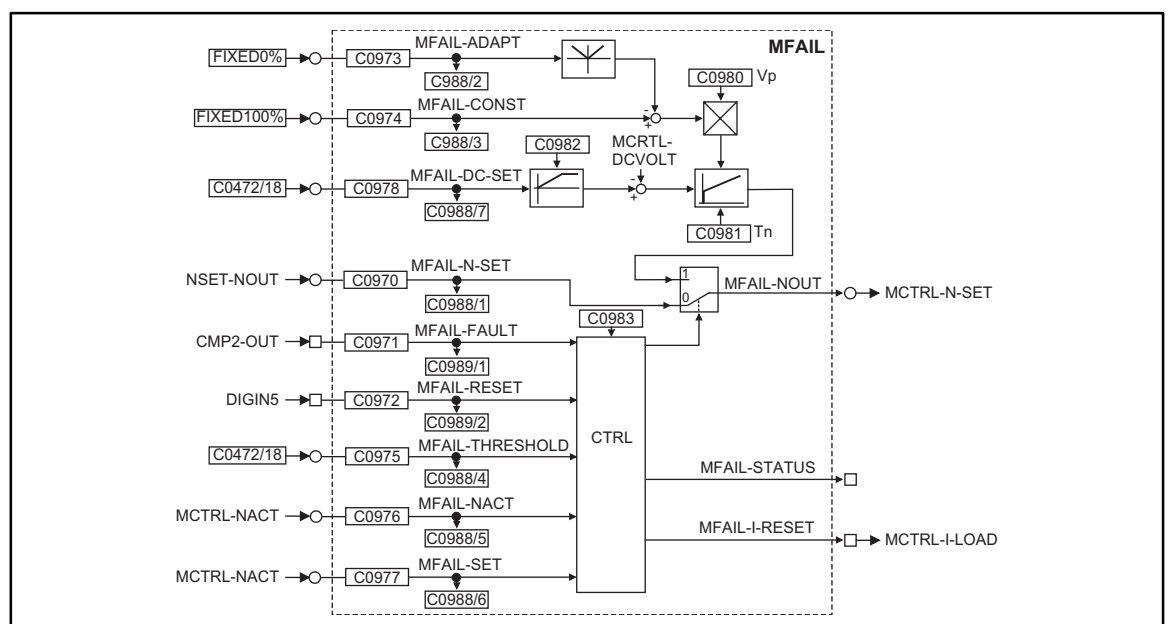 MFAIL
FIXED0%
C0973
MFAIL-ADAPT
C988/2
C0980 Vp
FIXED100%
C0974
MFAIL-CONST
C988/3
-
+
C0982
MCRTL-
DCVOLT
C0472/18
C0978
MFAIL-DC-SET
C0988/7
-
+
C0981 Tn
NSET-NOUT
C0970
MFAIL-N-SET
C0988/1
1
0
MFAIL-NOUT
MCTRL-N-SET
C0983
CMP2-OUT
C0971
MFAIL-FAULT
C0989/1
DIGIN5
C0972
MFAIL-RESET
C0989/2
CTRL
C0472/18
C0975
MFAIL-THRESHOLD
C0988/4
MFAIL-STATUS
MCTRL-NACT
C0976
MFAIL-NACT
C0988/5
MFAIL-I-RESET
MCTRL-I-LOAD
MCTRL-NACT
C0977
MFAIL-SET
C0988/6